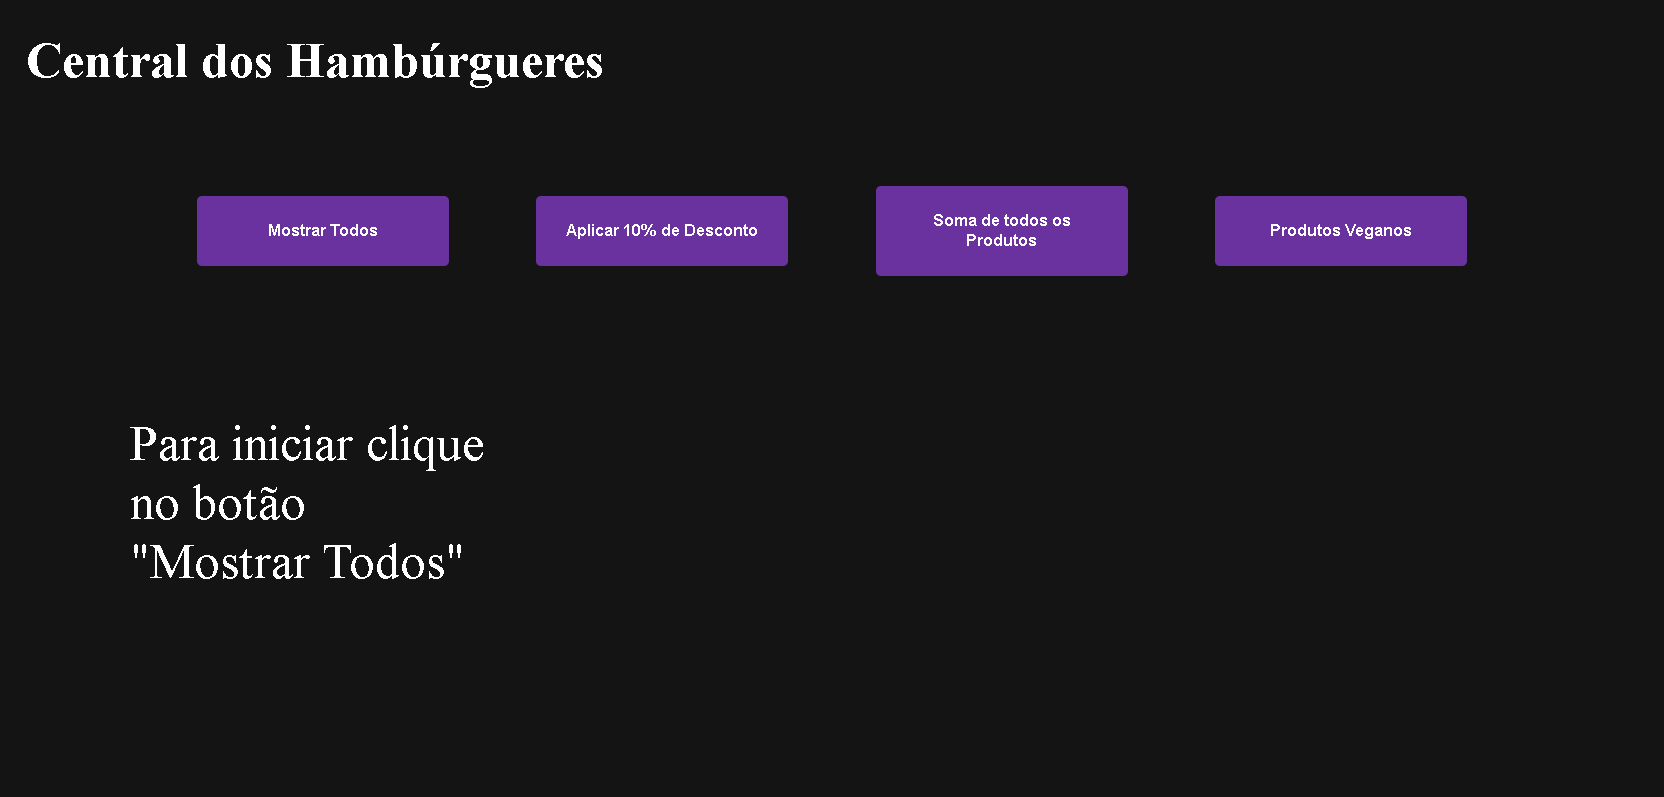 Central dos Hambúrgueres
Mostrar Todos
Aplicar 10% de Desconto
Soma de todos os
Produtos
Produtos Veganos
Para iniciar clique
no botão
"Mostrar Todos"